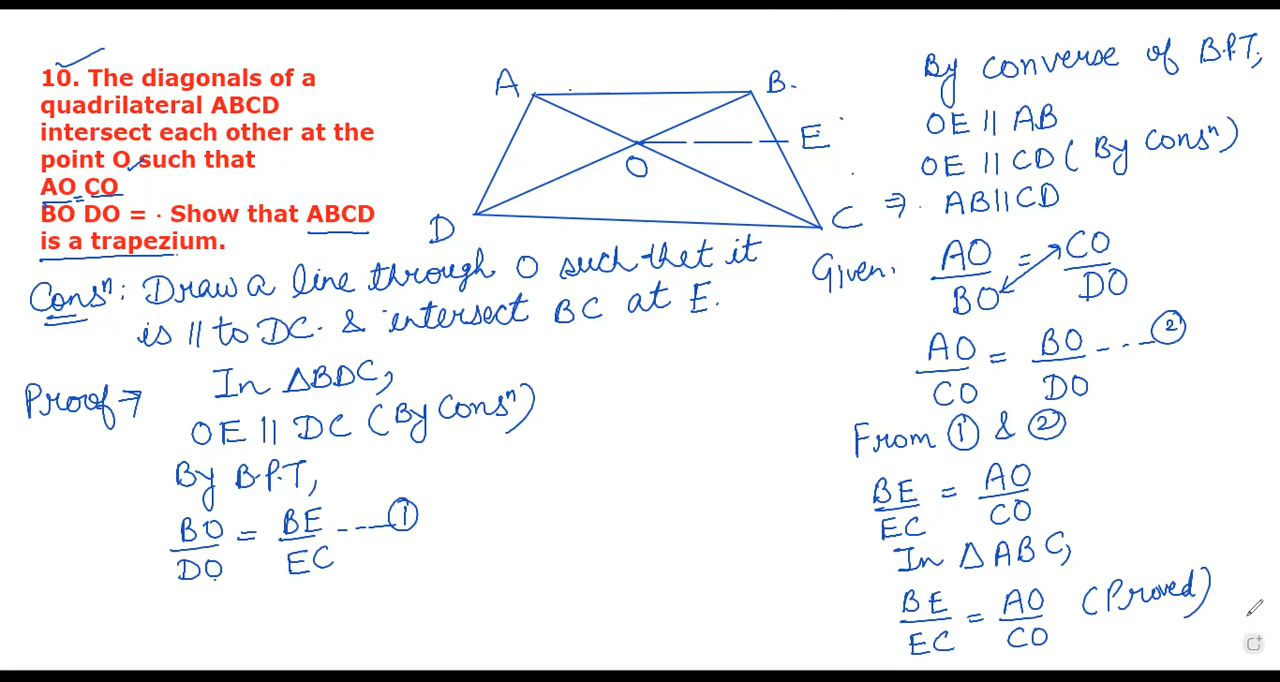 10. The diagonals of a
quadrilateral ABCD
intersect each other at the
point O such that
AO = CO
BO DO = · Show that ABCD
is a trapezium.
A
B
E
O
D
C
Consⁿ: Draw a line through O such that it
is || to DC. & intersect BC at E.
Proof → In △BDC,
OE || DC (By Consⁿ)
By B.P.T,
BO/DO = BE/EC ---- ①
By converse of B.P.T,
OE || AB
OE || CD (By Consⁿ)
⇒ AB || CD
Given, AO/BO = CO/DO
AO/CO = BO/DO ---- ②
From ① & ②
BE/EC = AO/CO
In △ABC,
BE/EC = AO/CO (Proved)